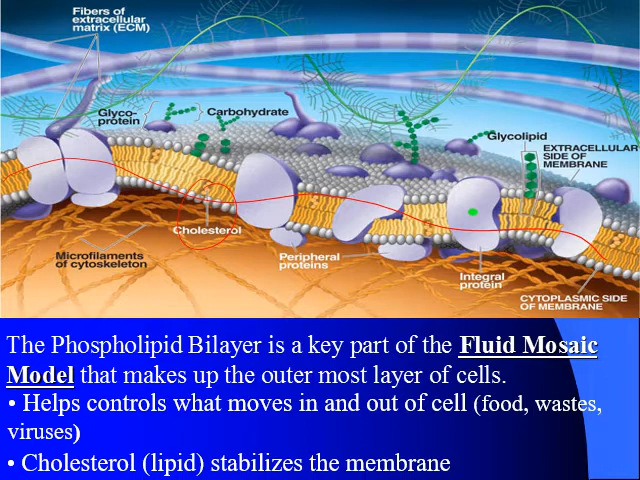 Fibers of
extracellular
matrix (ECM)
Glyco-
protein
Carbohydrate
Glycolipid
EXTRACELLULAR
SIDE OF
MEMBRANE
Cholesterol
Microfilaments
of cytoskeleton
Peripheral
proteins
Integral
protein
CYTOPLASMIC SIDE
OF MEMBRANE
The Phospholipid Bilayer is a key part of the Fluid Mosaic
Model that makes up the outer most layer of cells.
• Helps controls what moves in and out of cell (food, wastes,
viruses)
• Cholesterol (lipid) stabilizes the membrane